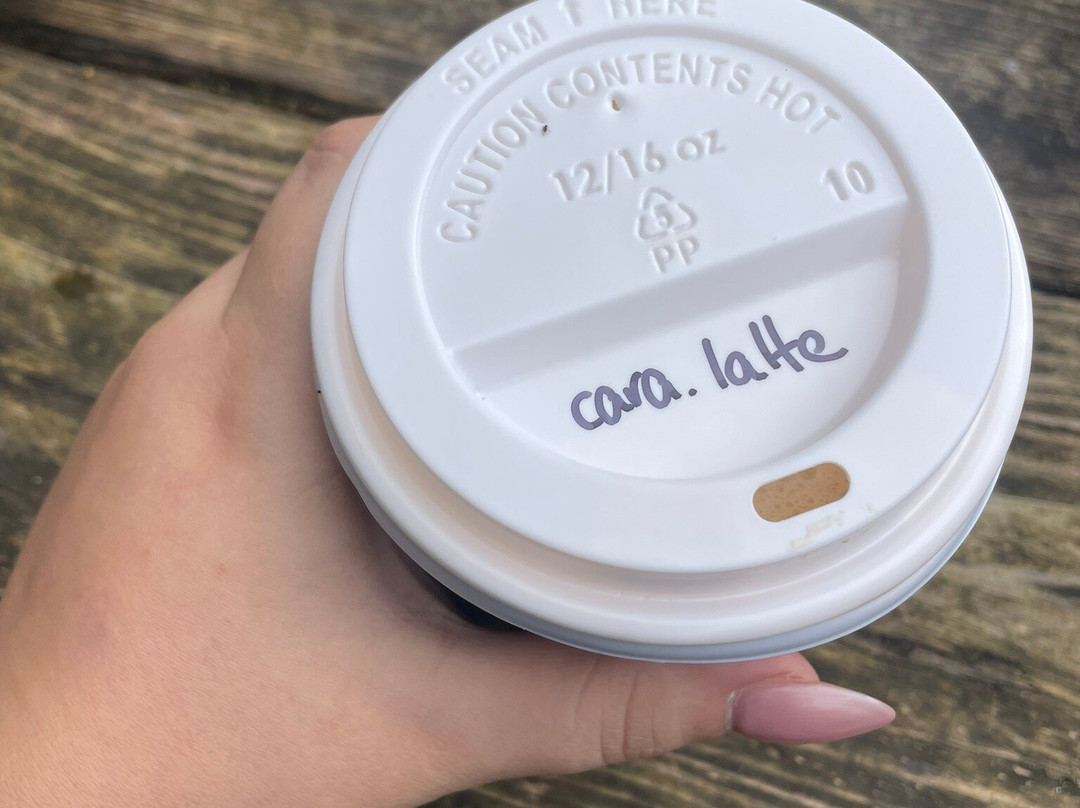 SEAM ↑ HERE
CAUTION CONTENTS HOT
12/16 oz
10
5
PP
cara. latte